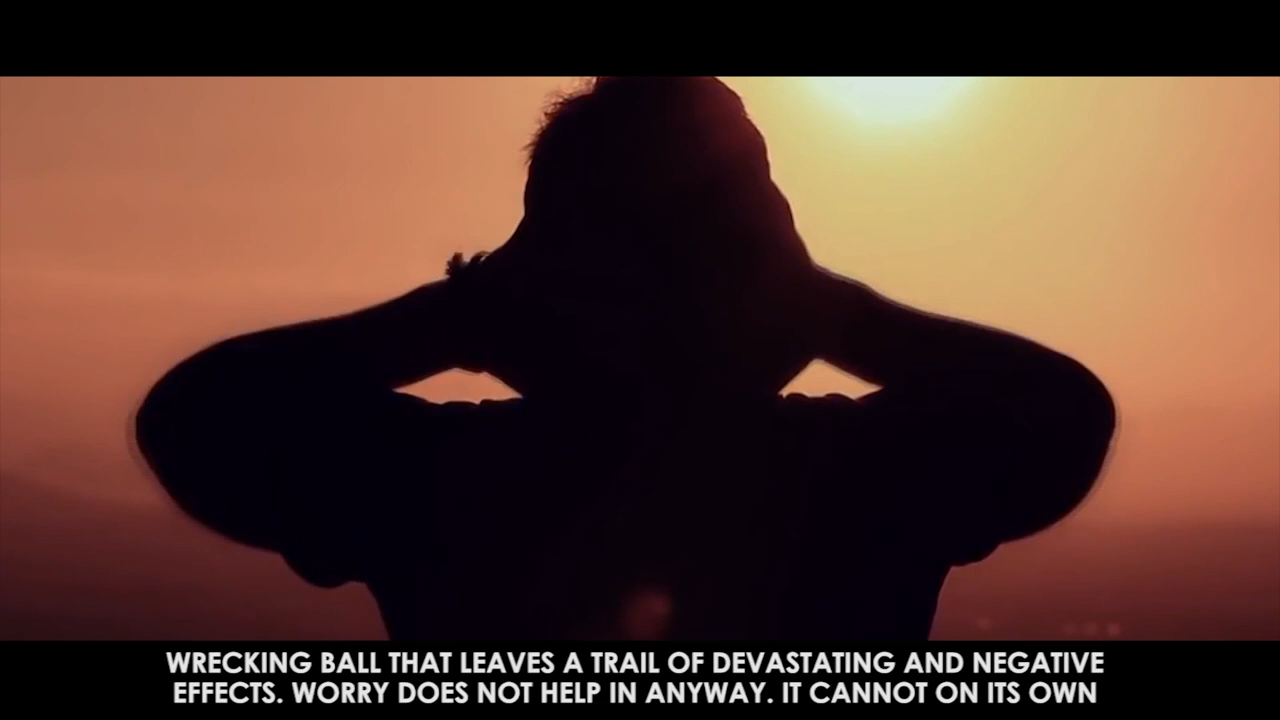 WRECKING BALL THAT LEAVES A TRAIL OF DEVASTATING AND NEGATIVE
EFFECTS. WORRY DOES NOT HELP IN ANYWAY. IT CANNOT ON ITS OWN